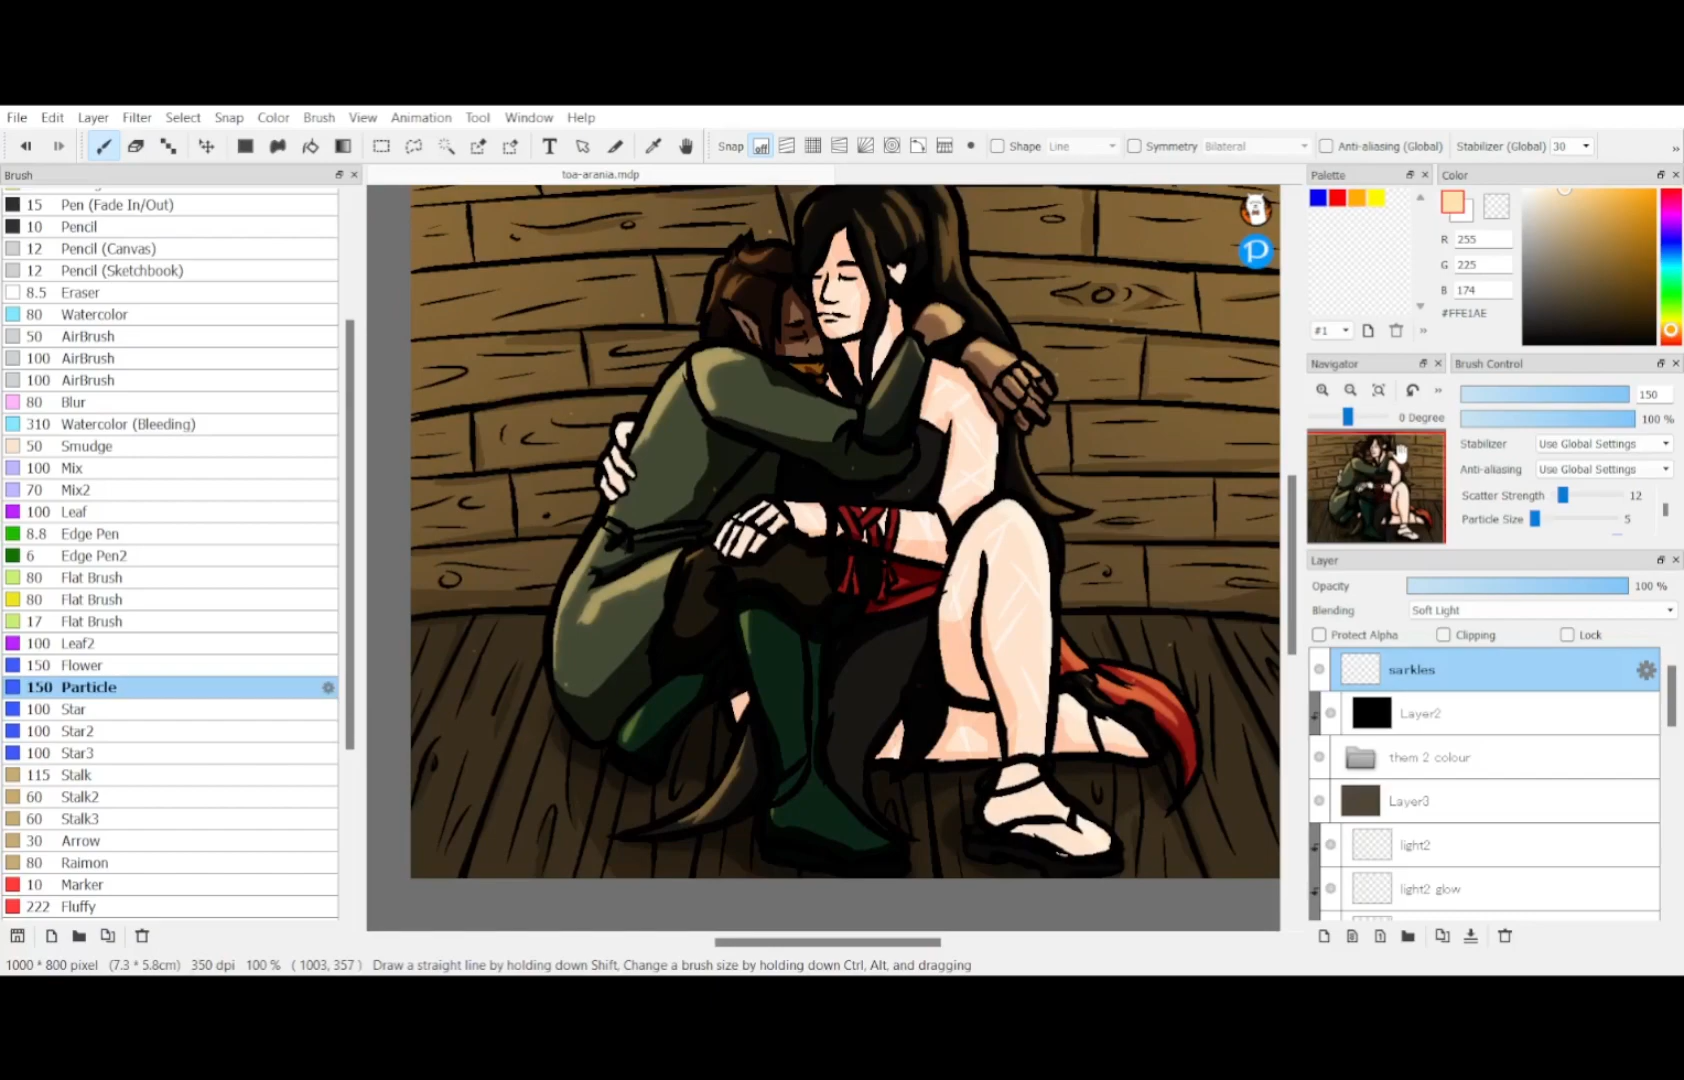 File Edit Layer Filter Select Snap Color Brush View Animation Tool Window Help
Snap off Shape Line Symmetry Bilateral Anti-aliasing (Global) Stabilizer (Global) 30
Brush
toa-arania.mdp
Palette
Color
15 Pen (Fade In/Out)
10 Pencil
12 Pencil (Canvas)
12 Pencil (Sketchbook)
8.5 Eraser
80 Watercolor
50 AirBrush
100 AirBrush
100 AirBrush
80 Blur
310 Watercolor (Bleeding)
50 Smudge
100 Mix
70 Mix2
100 Leaf
8.8 Edge Pen
6 Edge Pen2
80 Flat Brush
80 Flat Brush
17 Flat Brush
100 Leaf2
150 Flower
150 Particle
100 Star
100 Star2
100 Star3
115 Stalk
60 Stalk2
60 Stalk3
30 Arrow
80 Raimon
10 Marker
222 Fluffy
R 255
G 225
B 174
#FFE1AE
#1
Navigator
Brush Control
150
0 Degree
100 %
Stabilizer Use Global Settings
Anti-aliasing Use Global Settings
Scatter Strength 12
Particle Size 5
Layer
Opacity 100 %
Blending Soft Light
Protect Alpha Clipping Lock
sarkles
Layer2
them 2 colour
Layer3
light2
light2 glow
1000 * 800 pixel (7.3 * 5.8cm) 350 dpi 100 % ( 1003, 357 ) Draw a straight line by holding down Shift, Change a brush size by holding down Ctrl, Alt, and dragging